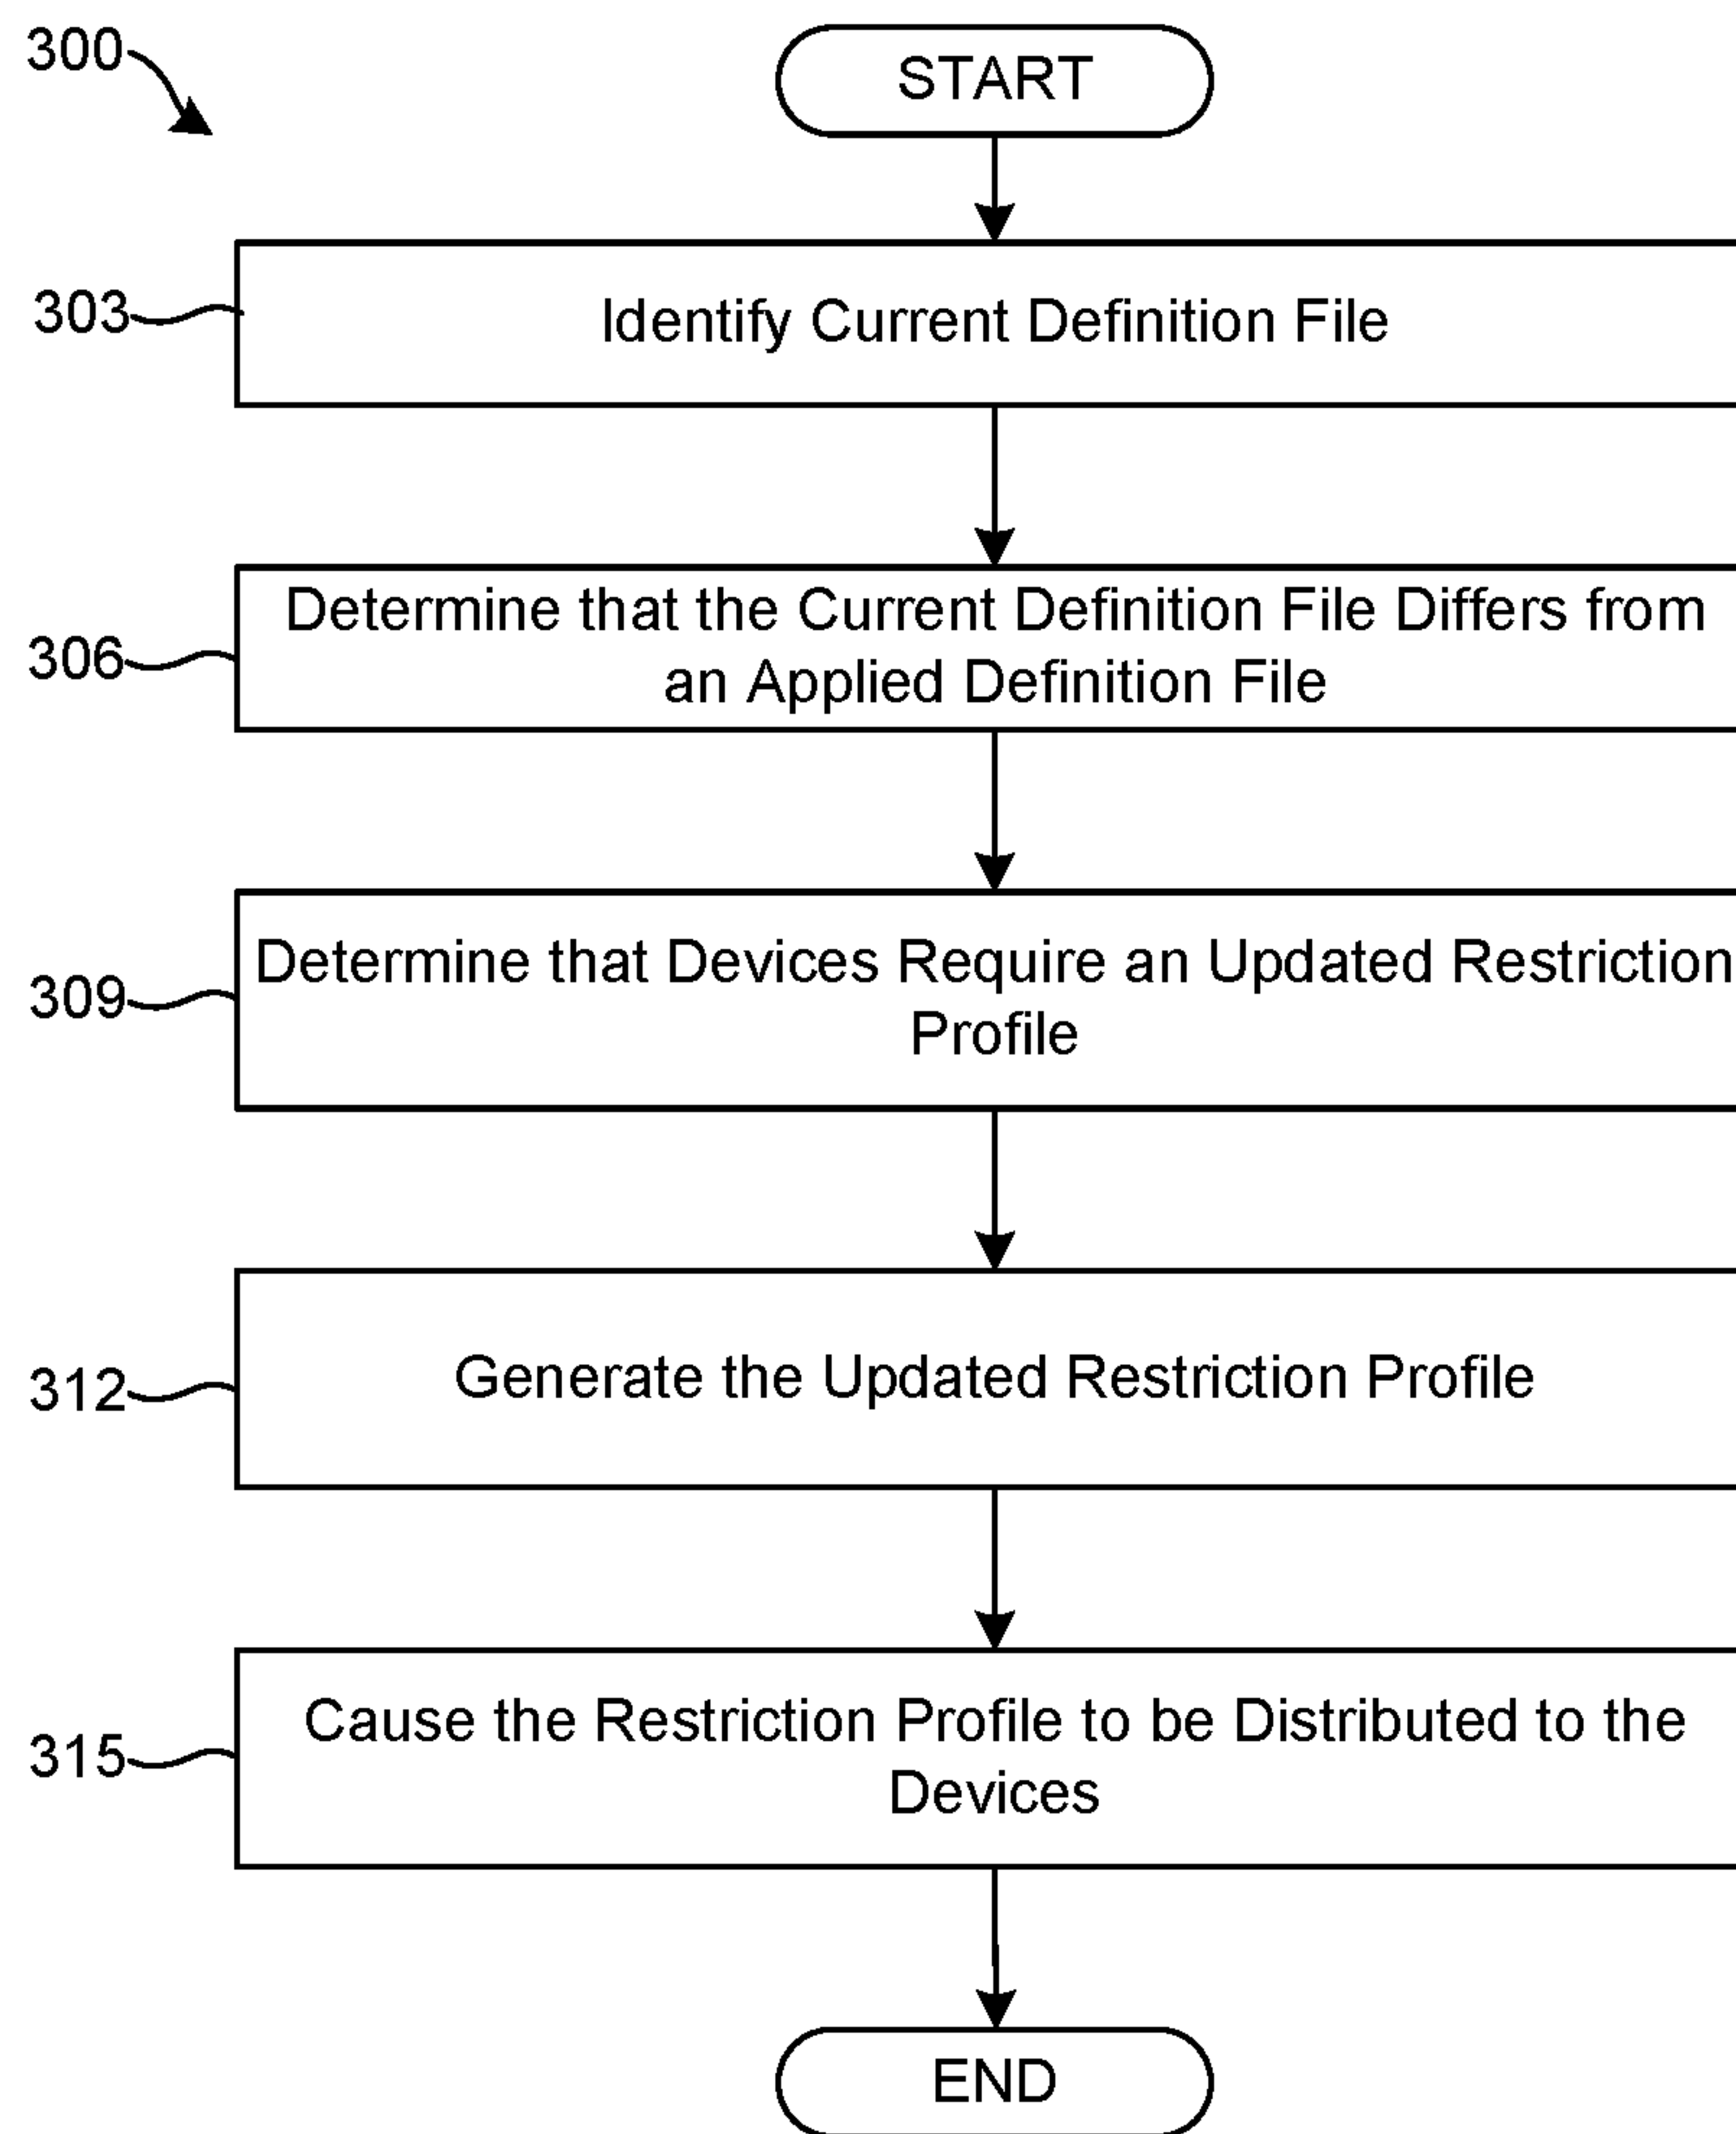 300
START
303
Identify Current Definition File
306
Determine that the Current Definition File Differs from
an Applied Definition File
309
Determine that Devices Require an Updated Restriction
Profile
312
Generate the Updated Restriction Profile
315
Cause the Restriction Profile to be Distributed to the
Devices
END